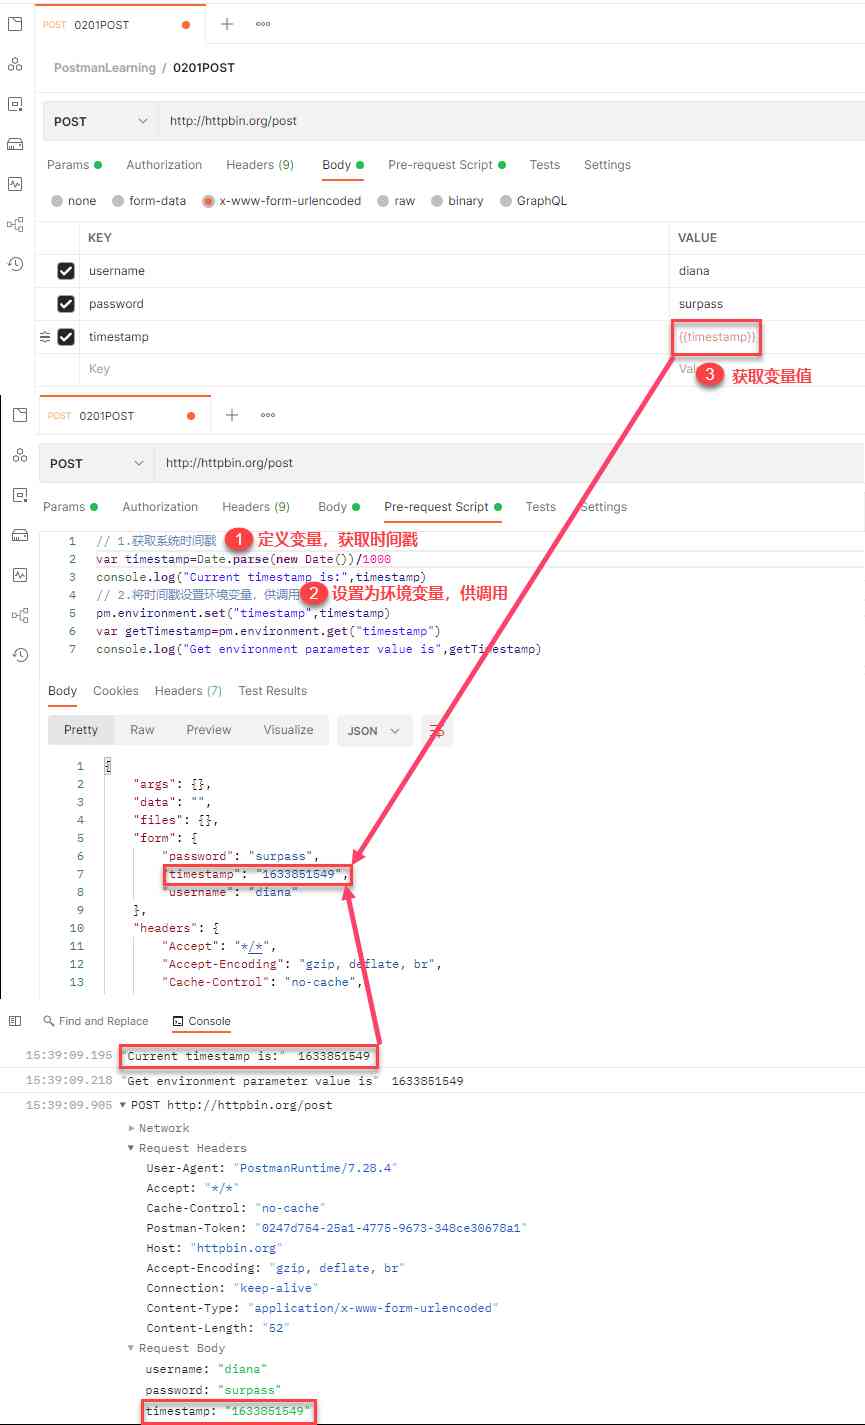 POST 0201POST
PostmanLearning / 0201POST
POST http://httpbin.org/post
Params Authorization Headers (9) Body Pre-request Script Tests Settings
none form-data x-www-form-urlencoded raw binary GraphQL
KEY VALUE
username diana
password surpass
timestamp {{timestamp}}
Key
3 获取变量值
POST 0201POST
POST http://httpbin.org/post
Params Authorization Headers (9) Body Pre-request Script Tests Settings
1 // 1.获取系统时间戳 1 定义变量，获取时间戳
2 var timestamp=Date.parse(new Date())/1000
3 console.log("Current timestamp is:",timestamp)
4 // 2.将时间戳设置环境变量，供调用 2 设置为环境变量，供调用
5 pm.environment.set("timestamp",timestamp)
6 var getTimestamp=pm.environment.get("timestamp")
7 console.log("Get environment parameter value is",getTimestamp)
Body Cookies Headers (7) Test Results
Pretty Raw Preview Visualize JSON
1 {
2 "args": {},
3 "data": "",
4 "files": {},
5 "form": {
6 "password": "surpass",
7 "timestamp": "1633851549",
8 "username": "diana"
9 },
10 "headers": {
11 "Accept": "*/*",
12 "Accept-Encoding": "gzip, deflate, br",
13 "Cache-Control": "no-cache",
Find and Replace Console
15:39:09.195 "Current timestamp is:" 1633851549
15:39:09.218 "Get environment parameter value is" 1633851549
15:39:09.905 POST http://httpbin.org/post
Network
Request Headers
User-Agent: "PostmanRuntime/7.28.4"
Accept: "*/*"
Cache-Control: "no-cache"
Postman-Token: "0247d754-25a1-4775-9673-348ce30678a1"
Host: "httpbin.org"
Accept-Encoding: "gzip, deflate, br"
Connection: "keep-alive"
Content-Type: "application/x-www-form-urlencoded"
Content-Length: "52"
Request Body
username: "diana"
password: "surpass"
timestamp: "1633851549"